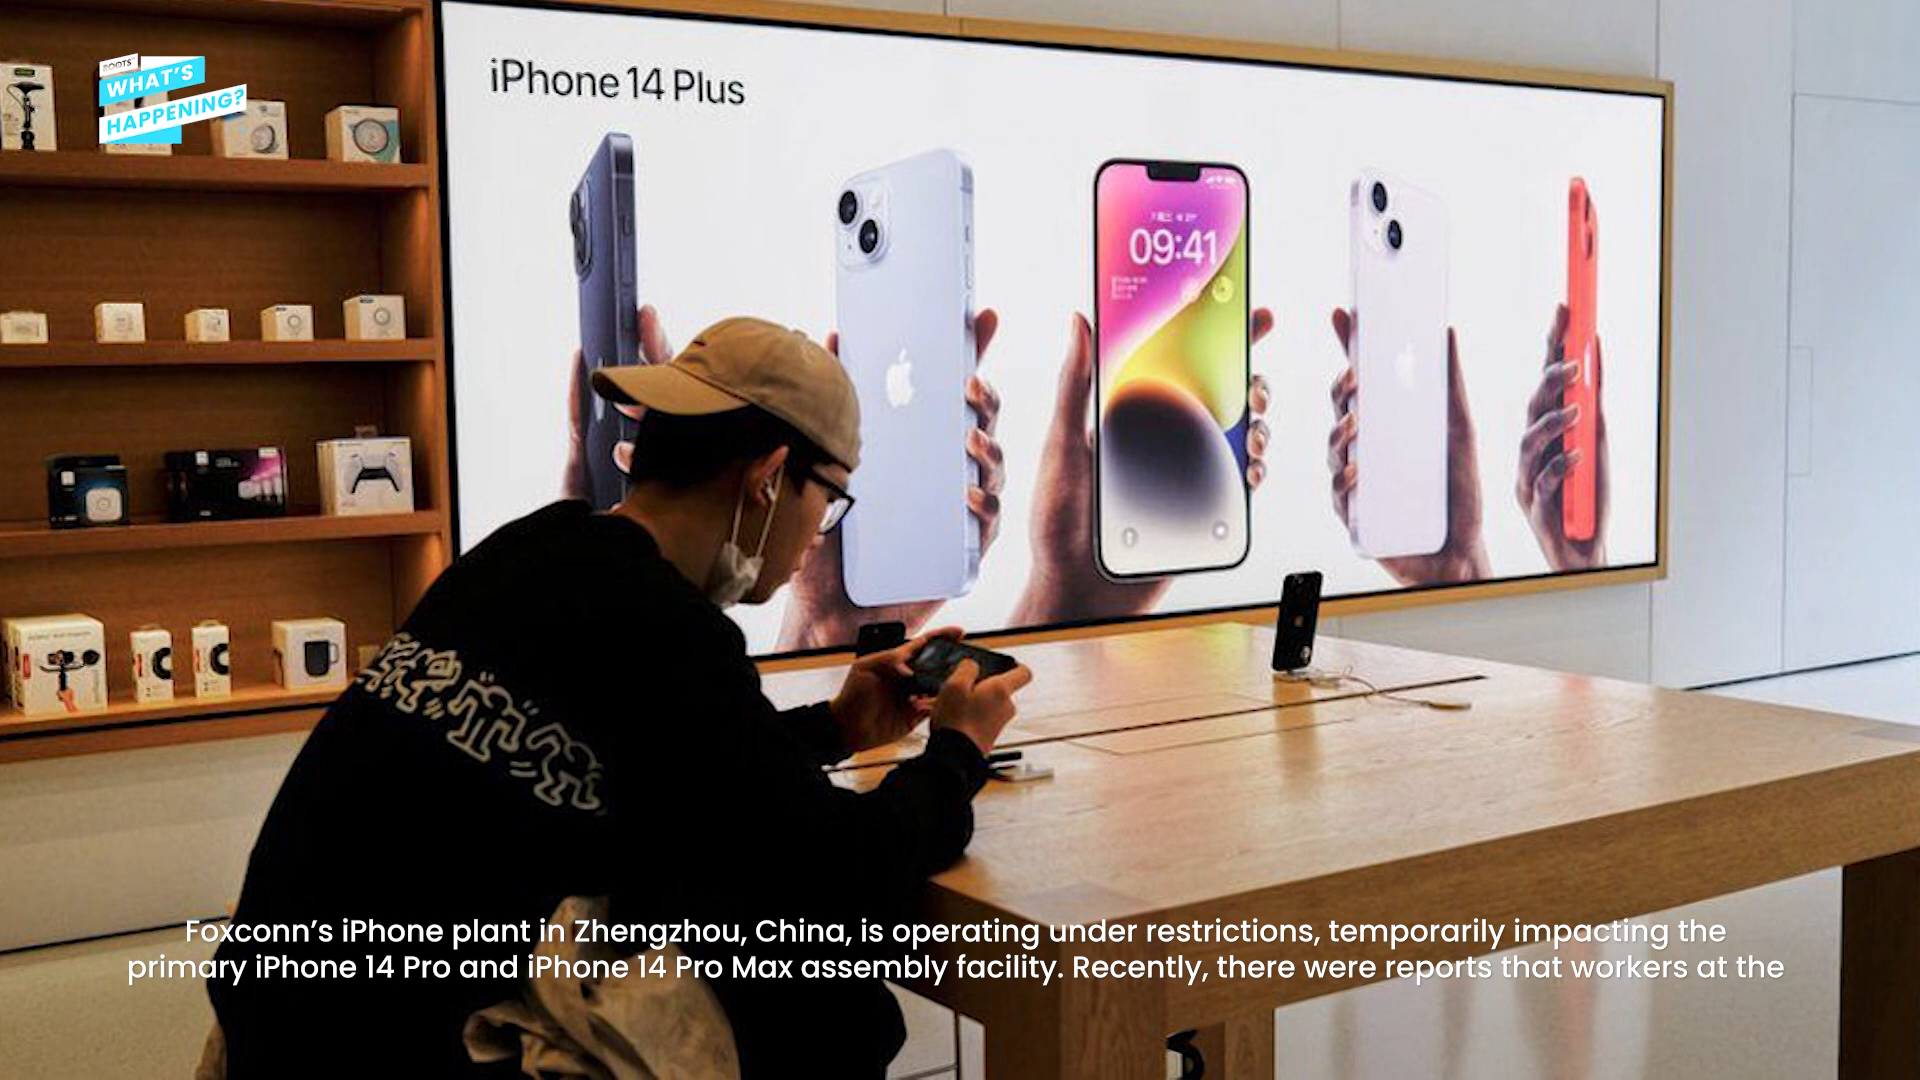 ROOTS
WHAT'S
HAPPENING?
iPhone 14 Plus
09:41
Foxconn’s iPhone plant in Zhengzhou, China, is operating under restrictions, temporarily impacting the
primary iPhone 14 Pro and iPhone 14 Pro Max assembly facility. Recently, there were reports that workers at the